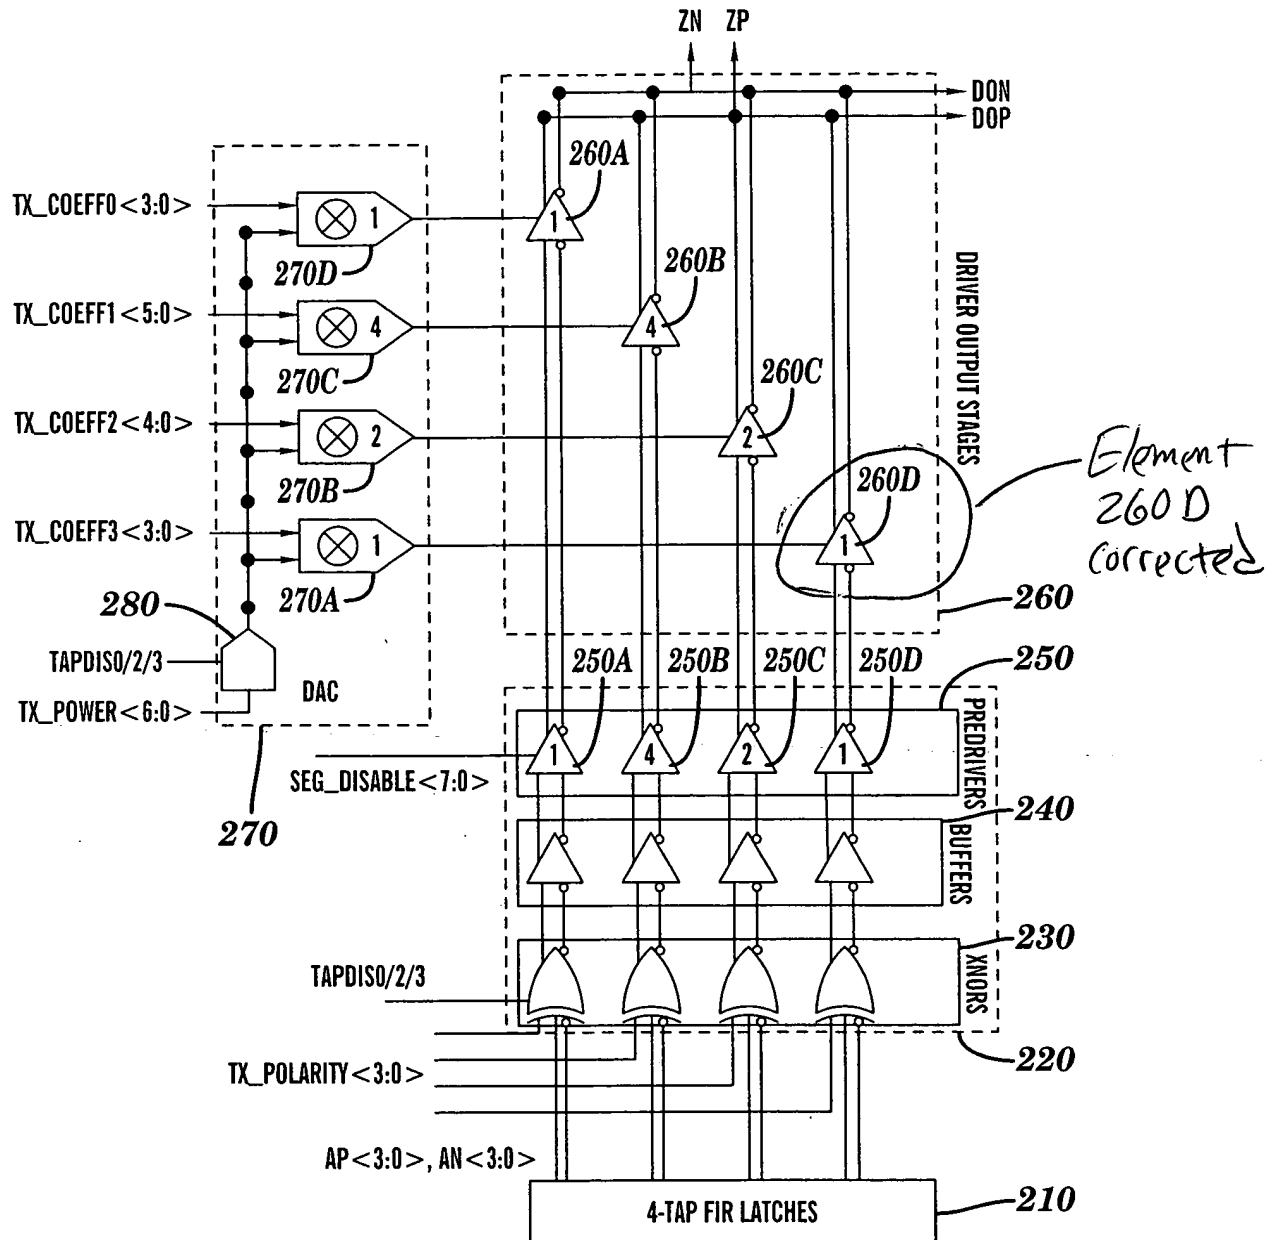 ZN ZP
DON
DOP
260A
TX_COEFF0<3:0>
1
1
270D
260B
DRIVER OUTPUT STAGES
TX_COEFF1<5:0>
4
4
270C
260C
TX_COEFF2<4:0>
2
2
270B
260D
Element
260D
corrected
TX_COEFF3<3:0>
1
1
270A
280
260
TAPDIS0/2/3
DAC
TX_POWER<6:0>
250A 250B 250C 250D
250
PREDRIVERS
1 4 2 1
SEG_DISABLE<7:0>
270
240
BUFFERS
230
XNORS
TAPDIS0/2/3
220
TX_POLARITY<3:0>
AP<3:0>, AN<3:0>
4-TAP FIR LATCHES
210